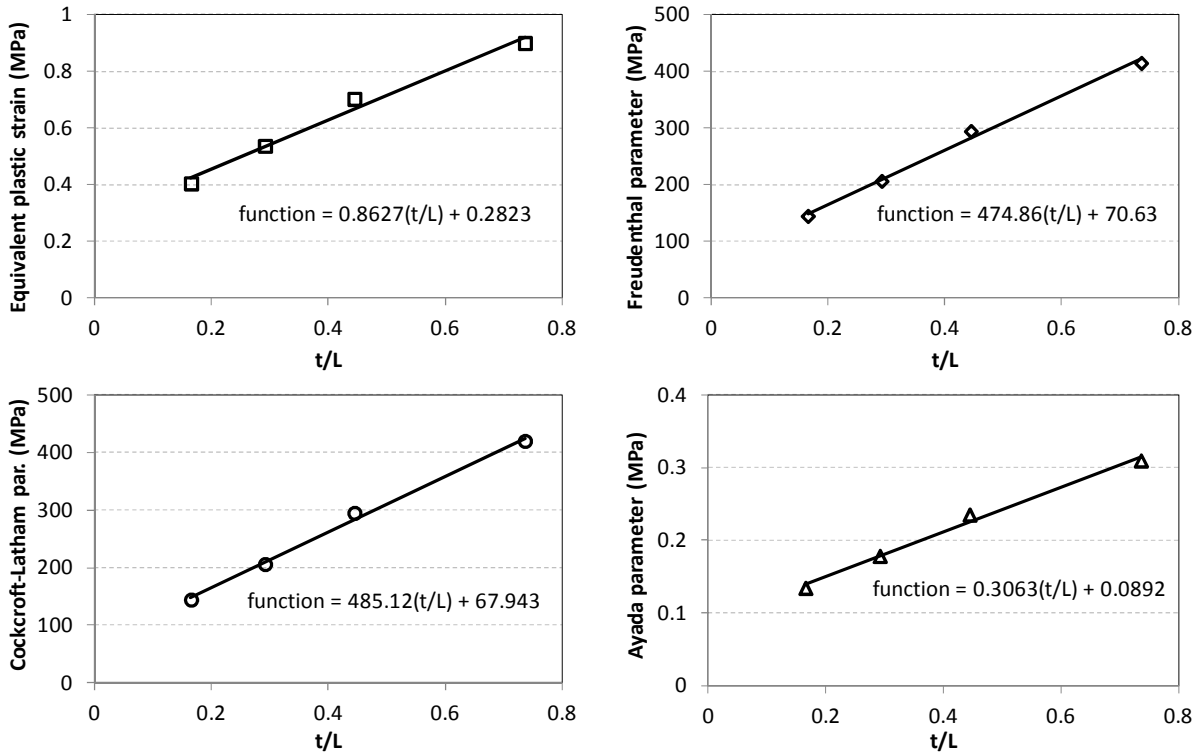 Equivalent plastic strain (MPa)
1
0.8
0.6
0.4
0.2
0
function = 0.8627(t/L) + 0.2823
0 0.2 0.4 0.6 0.8
t/L
Freudenthal parameter (MPa)
500
400
300
200
100
0
function = 474.86(t/L) + 70.63
0 0.2 0.4 0.6 0.8
t/L
Cockcroft-Latham par. (MPa)
500
400
300
200
100
0
function = 485.12(t/L) + 67.943
0 0.2 0.4 0.6 0.8
t/L
Ayada parameter (MPa)
0.4
0.3
0.2
0.1
0
function = 0.3063(t/L) + 0.0892
0 0.2 0.4 0.6 0.8
t/L